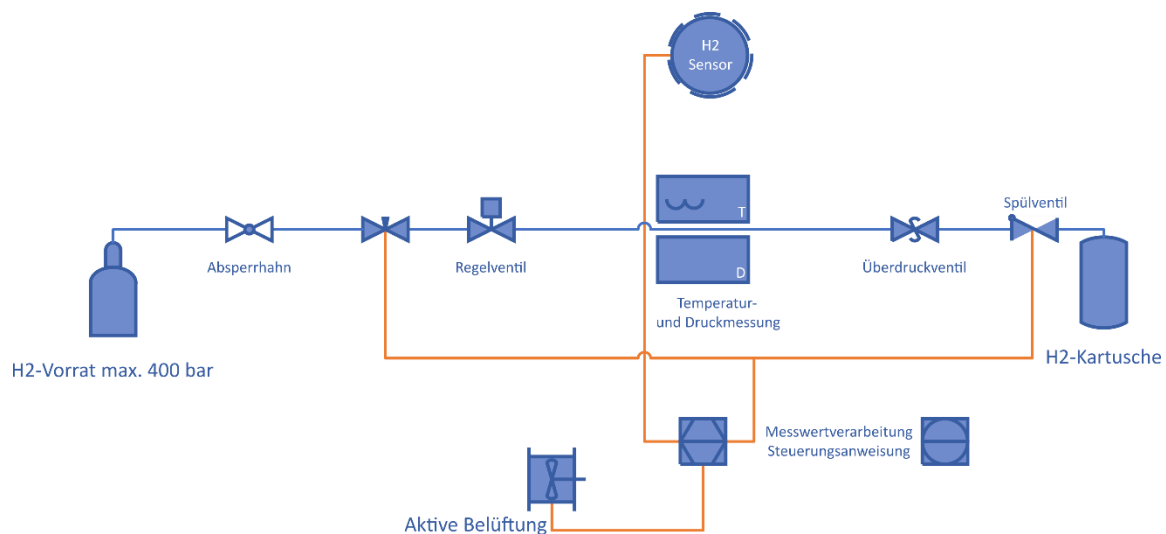 H2
Sensor
T
Spülventil
Absperrhahn
Regelventil
D
Überdruckventil
Temperatur-
und Druckmessung
H2-Vorrat max. 400 bar
H2-Kartusche
Messwertverarbeitung
Steuerungsanweisung
Aktive Belüftung